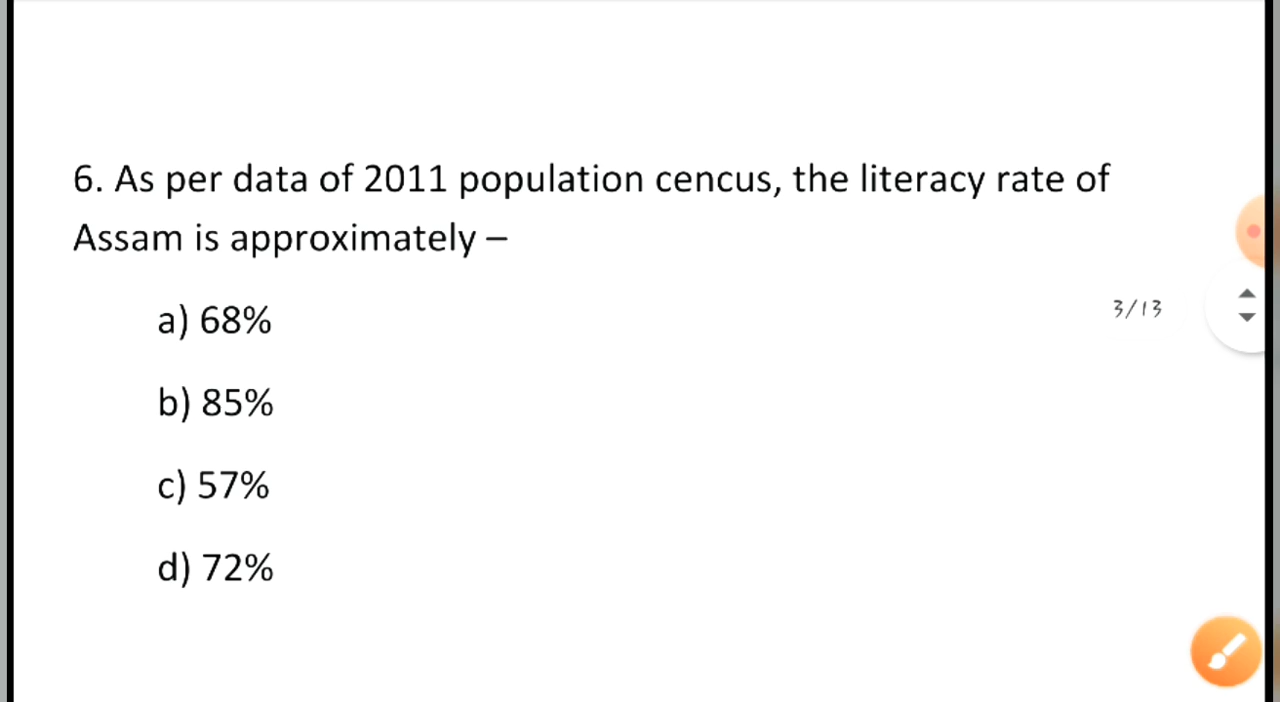 6. As per data of 2011 population cencus, the literacy rate of
Assam is approximately –
a) 68%
3/13
b) 85%
c) 57%
d) 72%